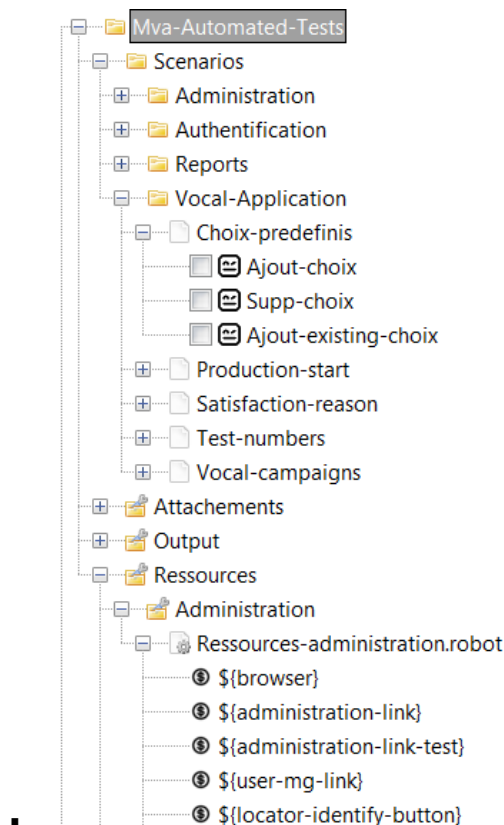 Mva-Automated-Tests
Scenarios
Administration
Authentification
Reports
Vocal-Application
Choix-predefinis
Ajout-choix
Supp-choix
Ajout-existing-choix
Production-start
Satisfaction-reason
Test-numbers
Vocal-campaigns
Attachements
Output
Ressources
Administration
Ressources-administration.robot
${browser}
${administration-link}
${administration-link-test}
${user-mg-link}
${locator-identify-button}